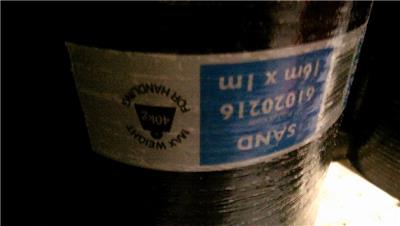 SAND
61020216
16m x 1m
MAX WEIGHT
40kg
FOR HANDLING